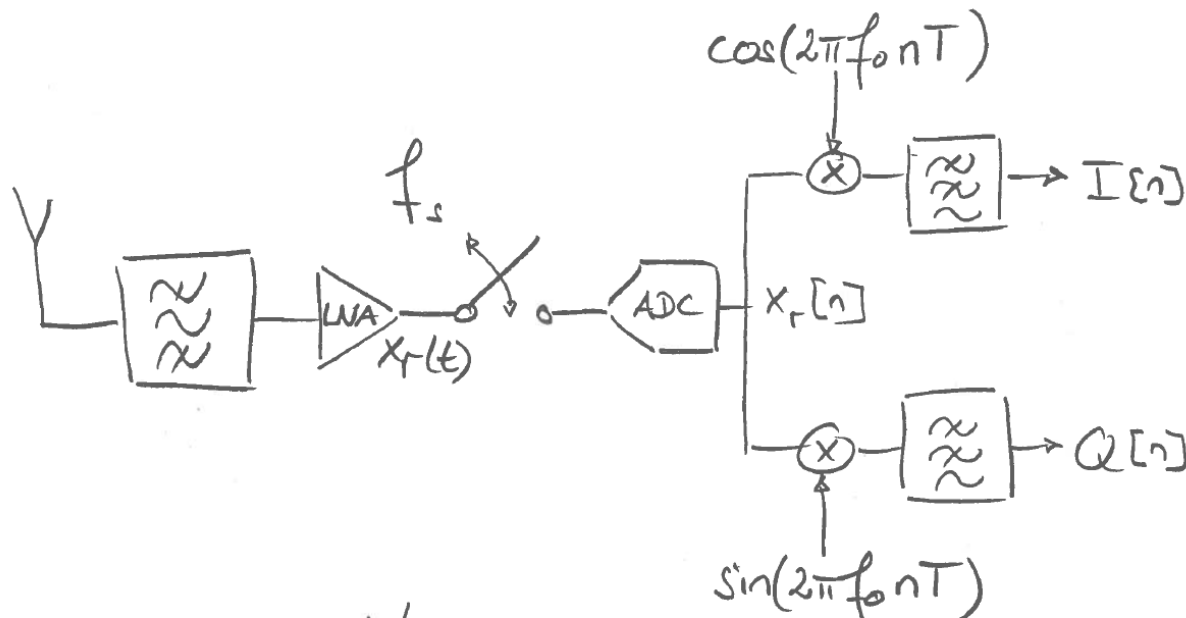 cos(2πf₀nT)
fₛ
I[n]
LNA
ADC
xᵣ[n]
xᵣ(t)
Q[n]
sin(2πf₀nT)